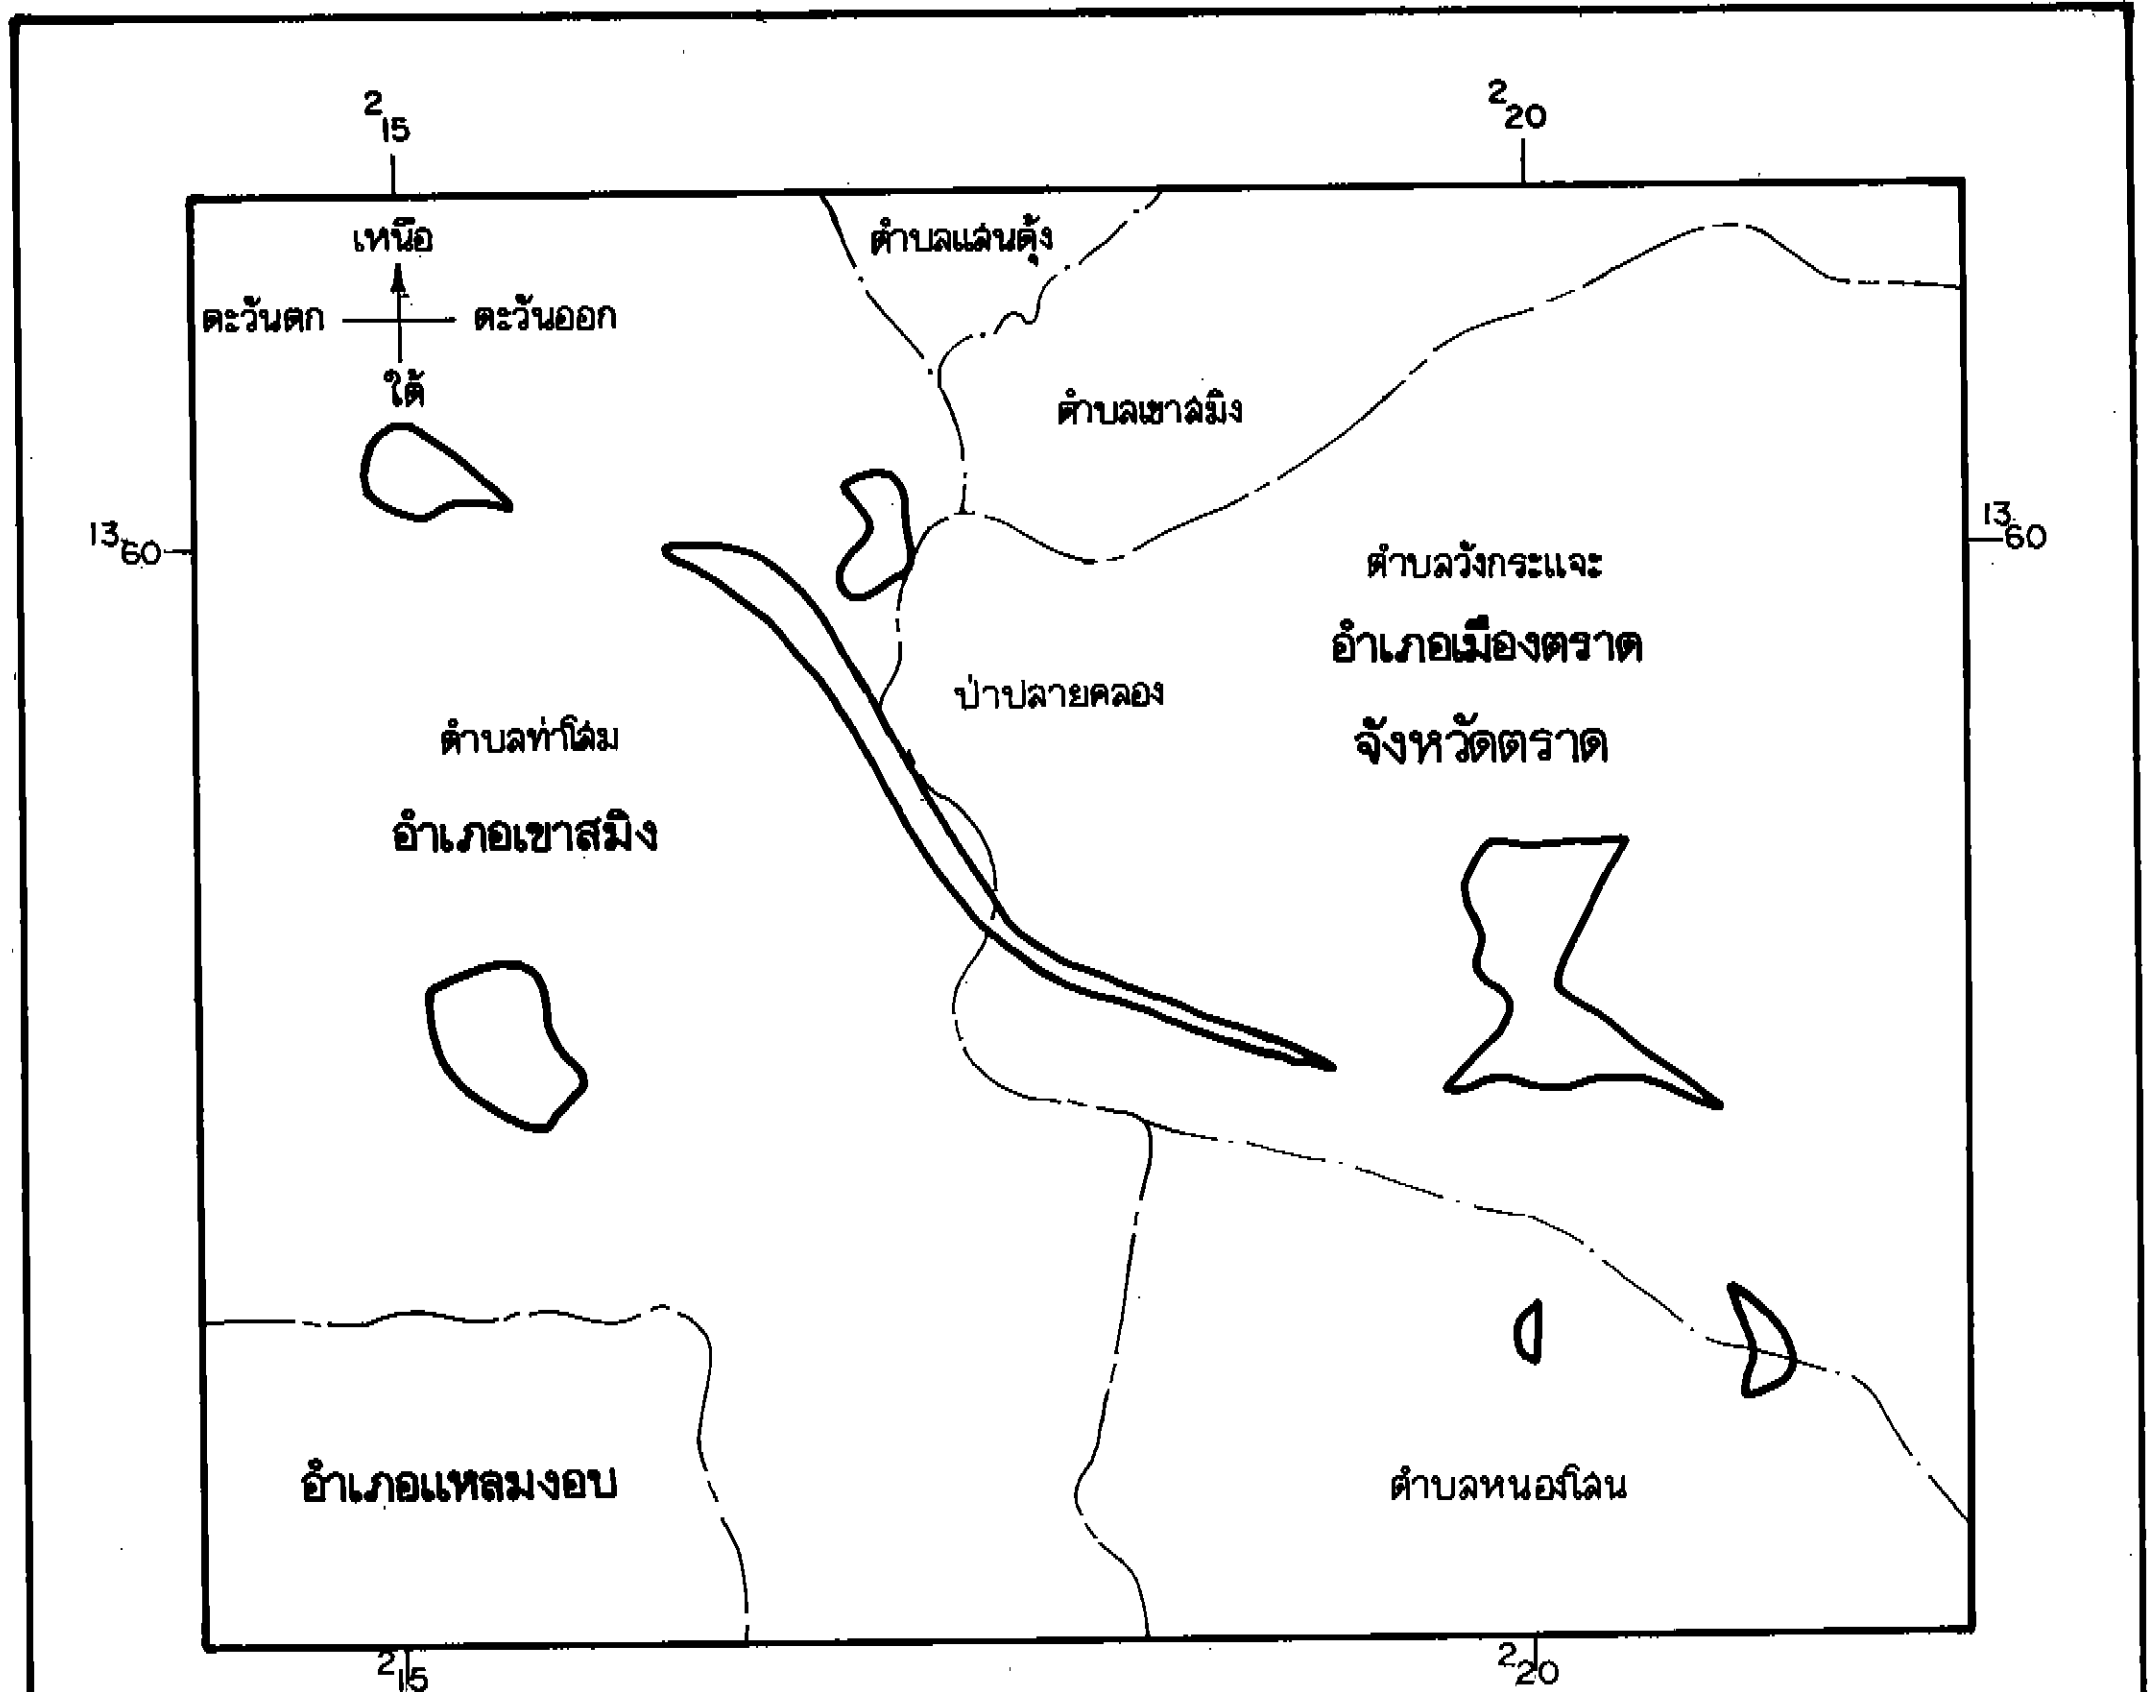 2 15
2 20
เหนือ
ตะวันตก
ตะวันออก
ใต้
ตำบลแสนตุ้ง
ตำบลเขาสมิง
13 60
13 60
ตำบลวังกระแจะ
อำเภอเมืองตราด
จังหวัดตราด
ป่าปลายคลอง
ตำบลท่าโสม
อำเภอเขาสมิง
อำเภอแหลมงอบ
ตำบลหนองโสน
2 15
2 20